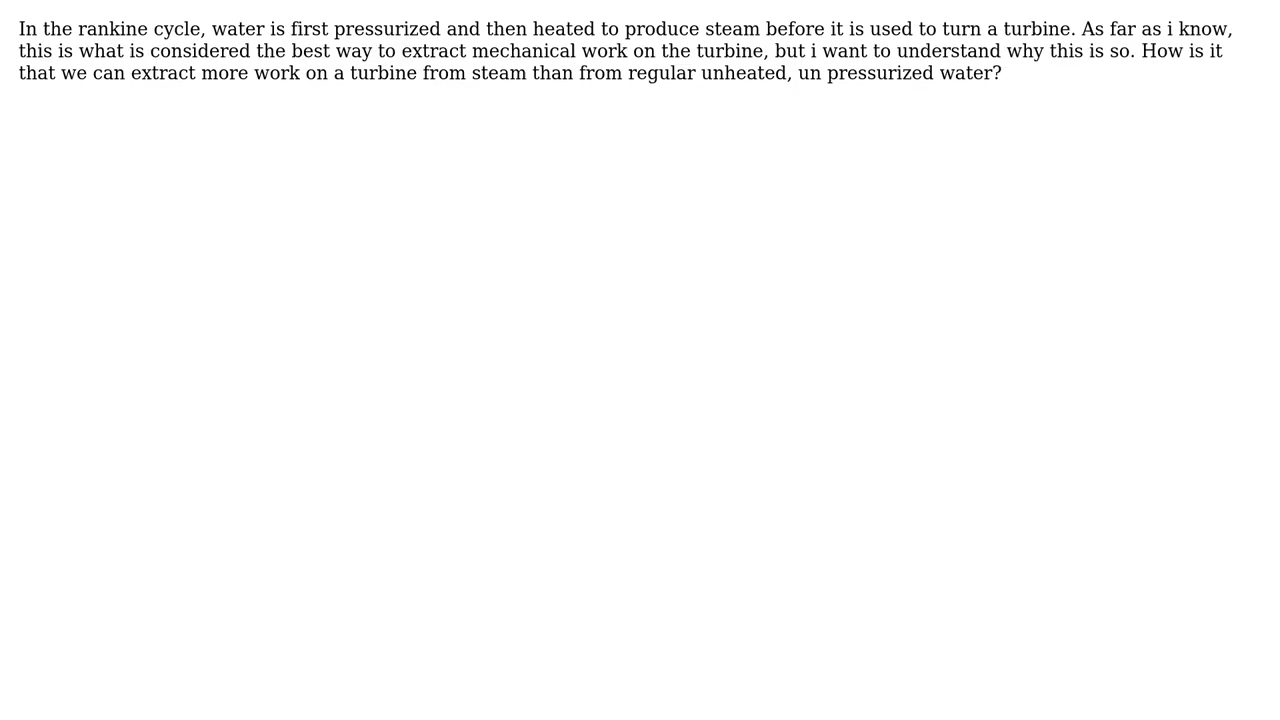 In the rankine cycle, water is first pressurized and then heated to produce steam before it is used to turn a turbine. As far as i know,
this is what is considered the best way to extract mechanical work on the turbine, but i want to understand why this is so. How is it
that we can extract more work on a turbine from steam than from regular unheated, un pressurized water?